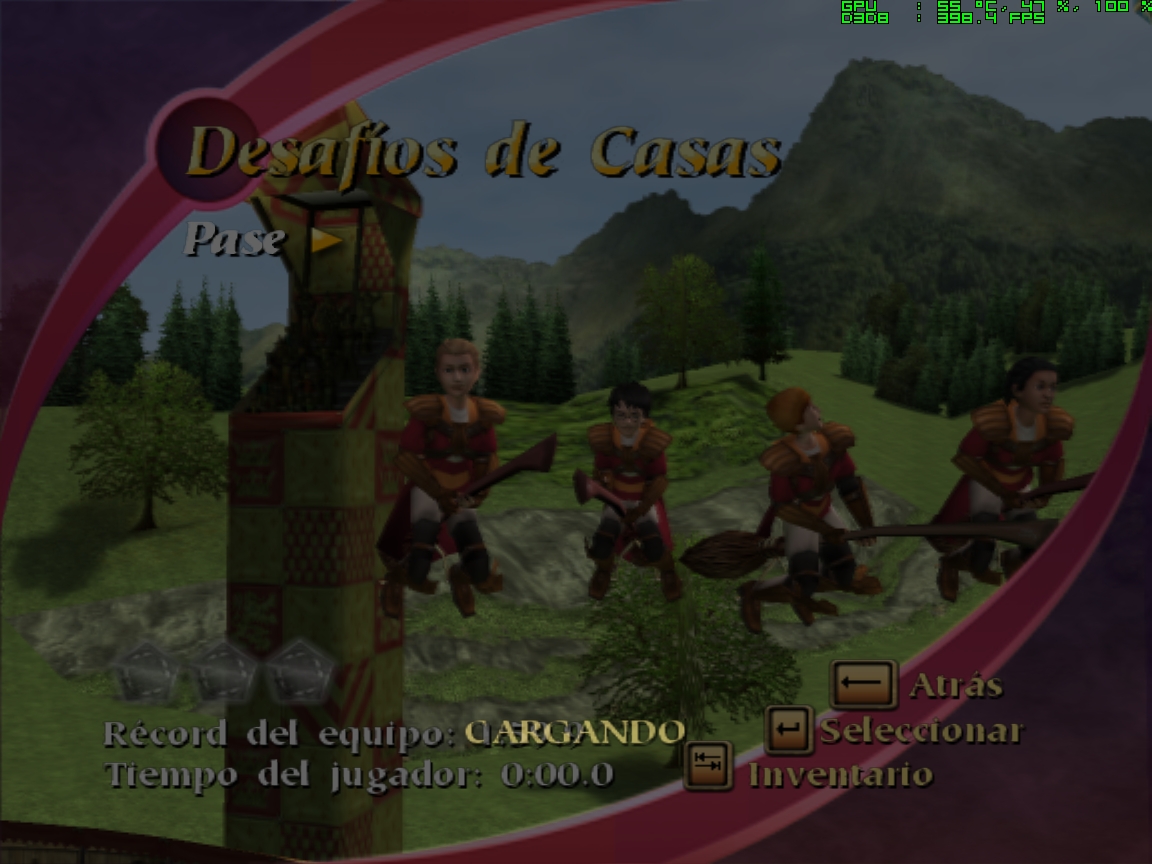 GPU : 55 °C, 47 %, 100 %
D3D8 : 398.4 FPS
Desafíos de Casas
Pase
Atrás
Récord del equipo: CARGANDO
Seleccionar
Tiempo del jugador: 0:00.0
Inventario